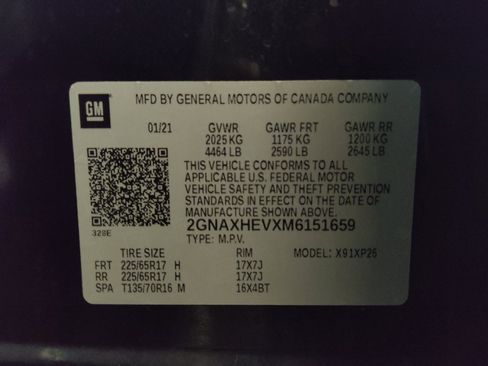 GM
MFD BY GENERAL MOTORS OF CANADA COMPANY
01/21 GVWR GAWR FRT GAWR RR
2025 KG 1175 KG 1200 KG
4464 LB 2590 LB 2645 LB
THIS VEHICLE CONFORMS TO ALL
APPLICABLE U.S. FEDERAL MOTOR
VEHICLE SAFETY AND THEFT PREVENTION
STANDARDS IN EFFECT ON THE DATE OF
MANUFACTURE SHOWN ABOVE.
328E 2GNAXHEVXM6151659
TYPE: M.P.V.
TIRE SIZE RIM MODEL: X91XP26
FRT 225/65R17 H 17X7J
RR 225/65R17 H 17X7J
SPA T135/70R16 M 16X4BT